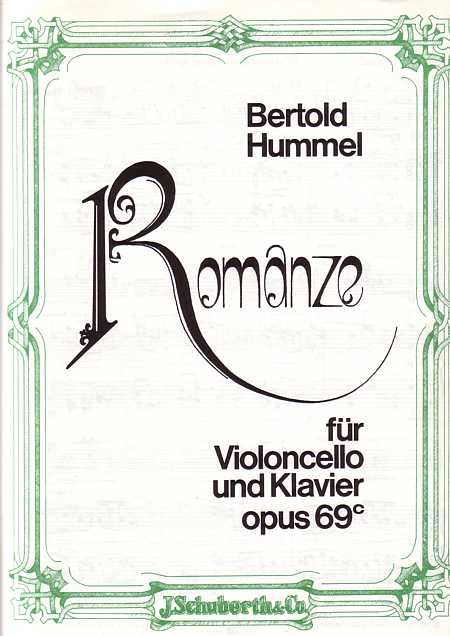 Bertold
Hummel
Romanze
für
Violoncello
und Klavier
opus 69c
J. Schuberth & Co.